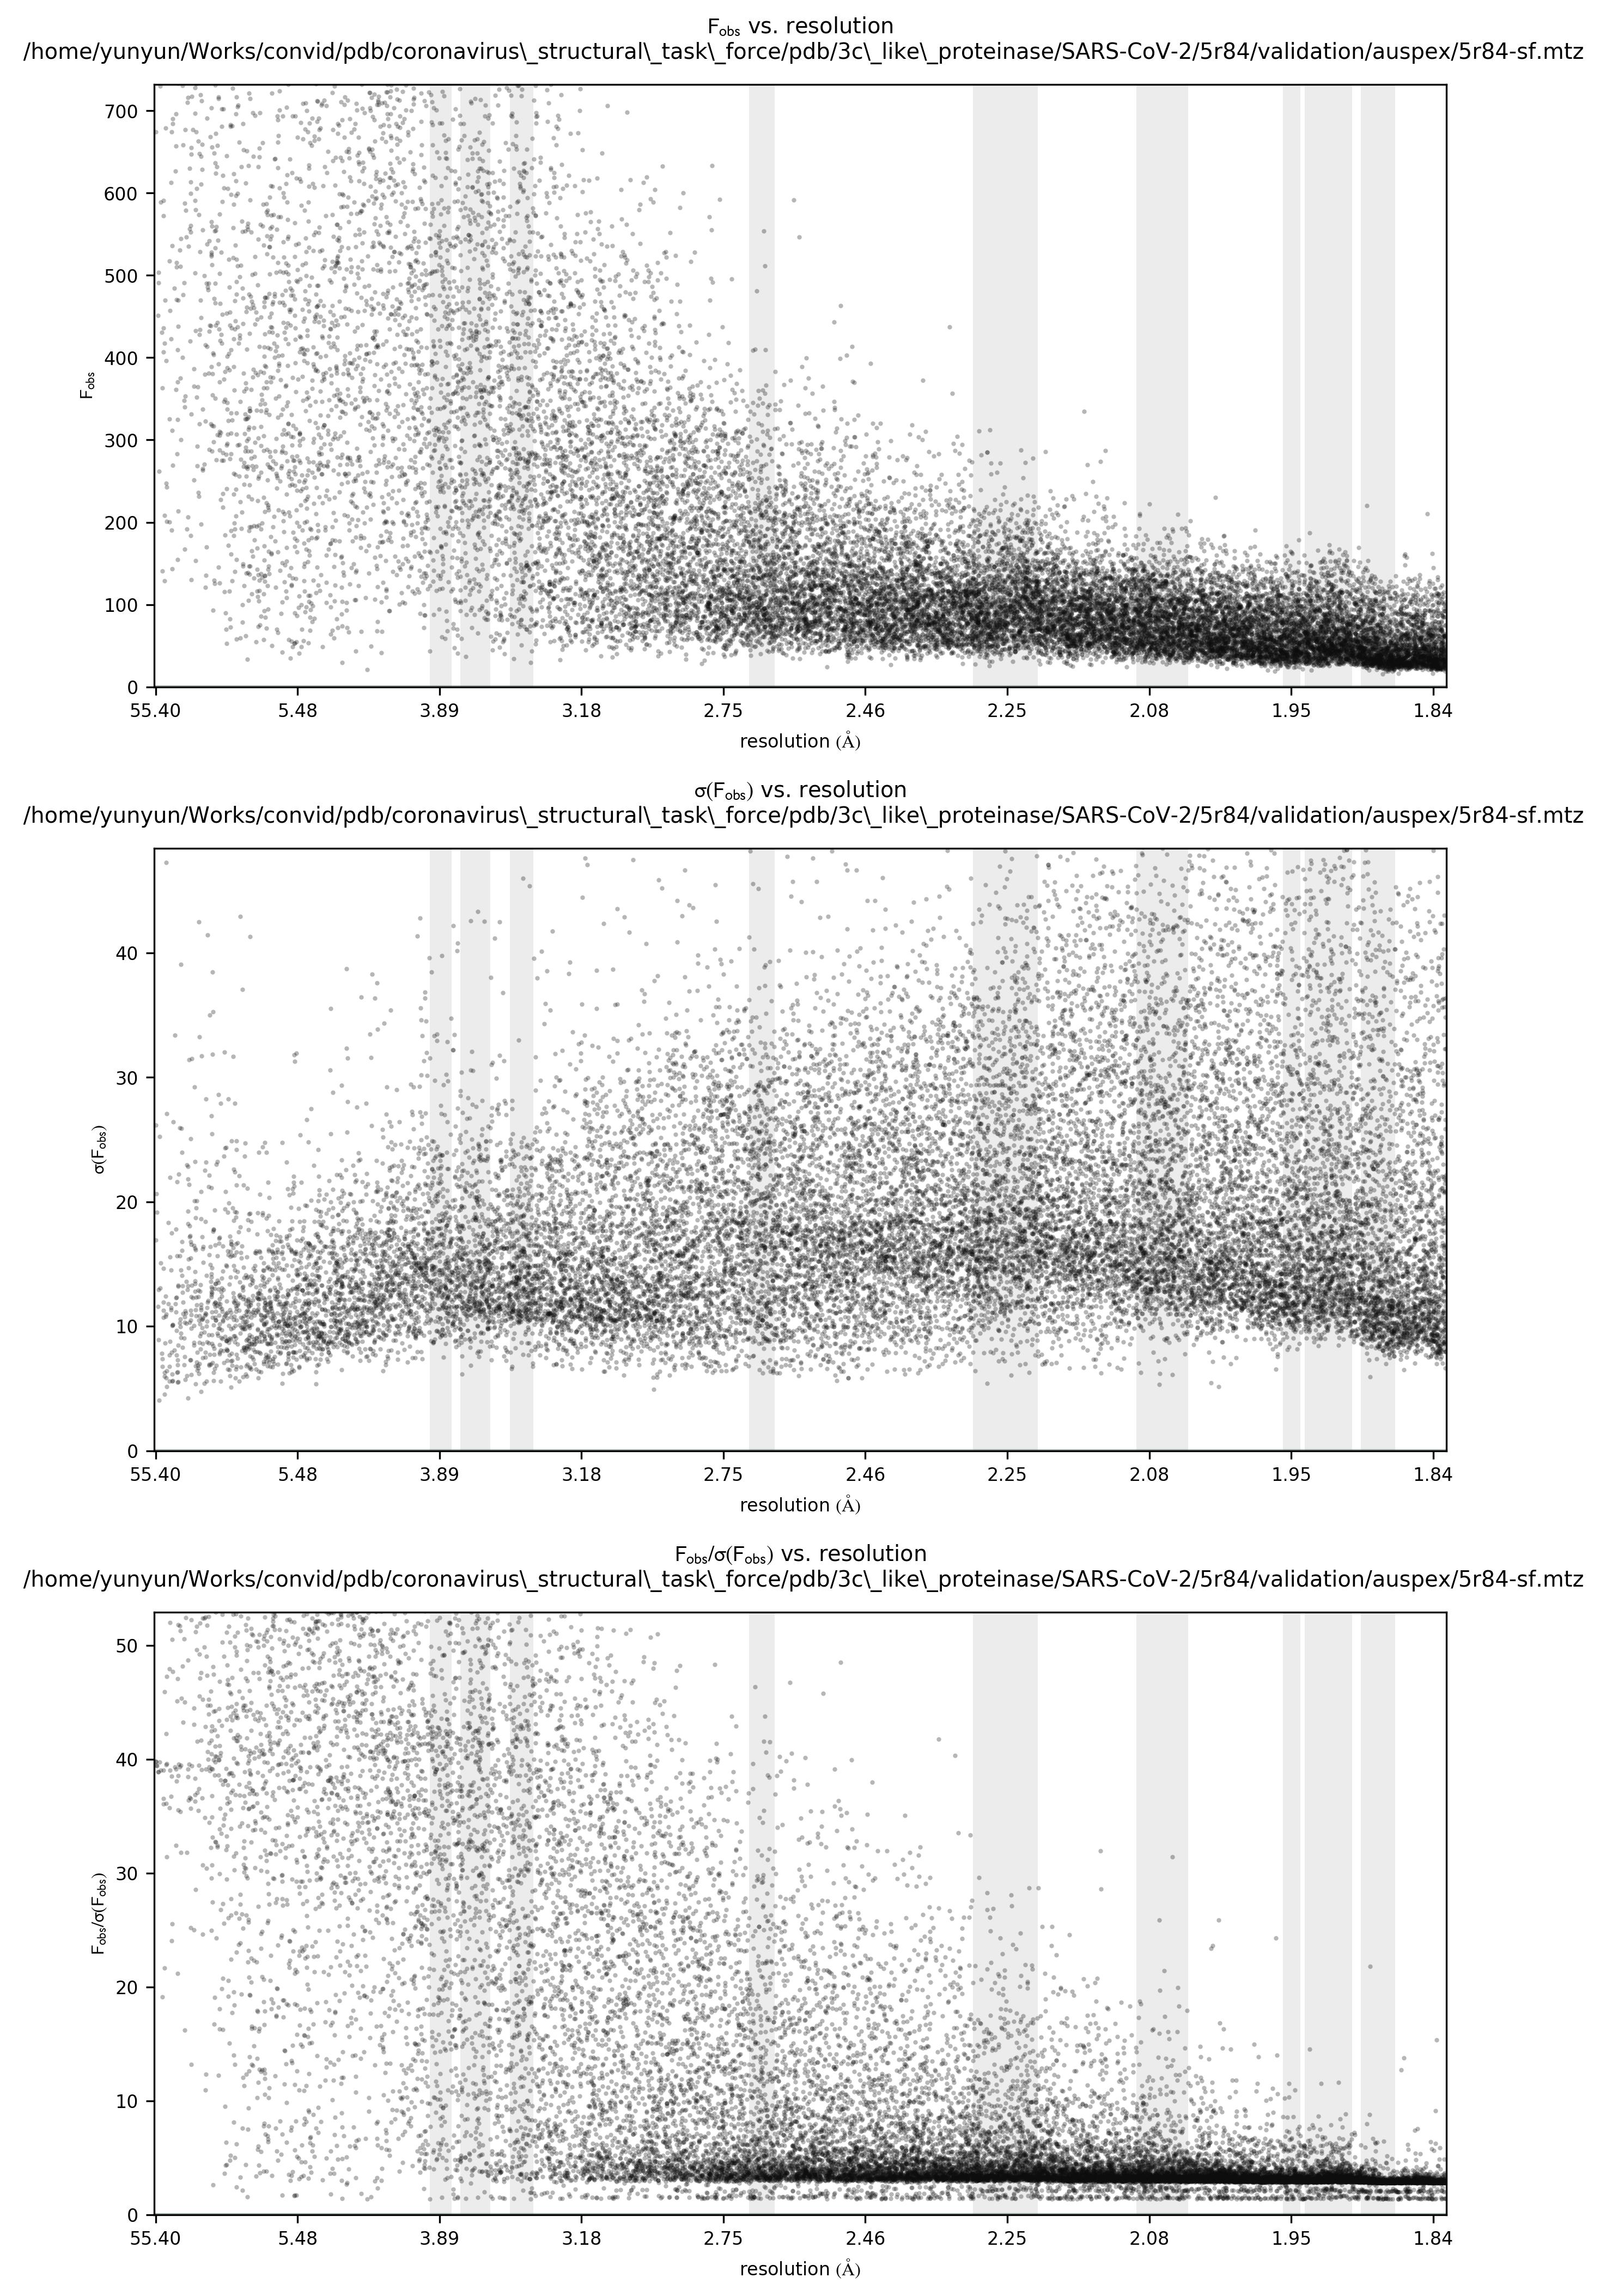 Fobs vs. resolution
/home/yunyun/Works/convid/pdb/coronavirus\_structural\_task\_force/pdb/3c\_like\_proteinase/SARS-CoV-2/5r84/validation/auspex/5r84-sf.mtz
700
600
500
400
300
200
100
0
Fobs
55.40 5.48 3.89 3.18 2.75 2.46 2.25 2.08 1.95 1.84
resolution (Å)
σ(Fobs) vs. resolution
/home/yunyun/Works/convid/pdb/coronavirus\_structural\_task\_force/pdb/3c\_like\_proteinase/SARS-CoV-2/5r84/validation/auspex/5r84-sf.mtz
40
30
20
10
0
σ(Fobs)
55.40 5.48 3.89 3.18 2.75 2.46 2.25 2.08 1.95 1.84
resolution (Å)
Fobs/σ(Fobs) vs. resolution
/home/yunyun/Works/convid/pdb/coronavirus\_structural\_task\_force/pdb/3c\_like\_proteinase/SARS-CoV-2/5r84/validation/auspex/5r84-sf.mtz
50
40
30
20
10
0
Fobs/σ(Fobs)
55.40 5.48 3.89 3.18 2.75 2.46 2.25 2.08 1.95 1.84
resolution (Å)